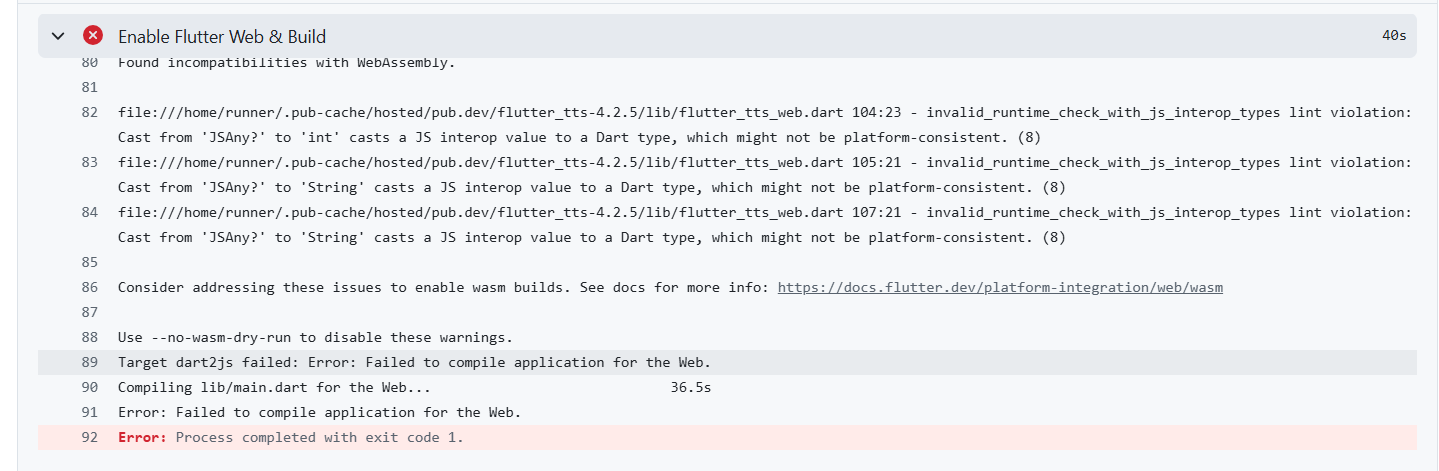 Enable Flutter Web & Build 40s
80 Found incompatibilities with WebAssembly.
81
82 file:///home/runner/.pub-cache/hosted/pub.dev/flutter_tts-4.2.5/lib/flutter_tts_web.dart 104:23 - invalid_runtime_check_with_js_interop_types lint violation:
Cast from 'JSAny?' to 'int' casts a JS interop value to a Dart type, which might not be platform-consistent. (8)
83 file:///home/runner/.pub-cache/hosted/pub.dev/flutter_tts-4.2.5/lib/flutter_tts_web.dart 105:21 - invalid_runtime_check_with_js_interop_types lint violation:
Cast from 'JSAny?' to 'String' casts a JS interop value to a Dart type, which might not be platform-consistent. (8)
84 file:///home/runner/.pub-cache/hosted/pub.dev/flutter_tts-4.2.5/lib/flutter_tts_web.dart 107:21 - invalid_runtime_check_with_js_interop_types lint violation:
Cast from 'JSAny?' to 'String' casts a JS interop value to a Dart type, which might not be platform-consistent. (8)
85
86 Consider addressing these issues to enable wasm builds. See docs for more info: https://docs.flutter.dev/platform-integration/web/wasm
87
88 Use --no-wasm-dry-run to disable these warnings.
89 Target dart2js failed: Error: Failed to compile application for the Web.
90 Compiling lib/main.dart for the Web... 36.5s
91 Error: Failed to compile application for the Web.
92 Error: Process completed with exit code 1.